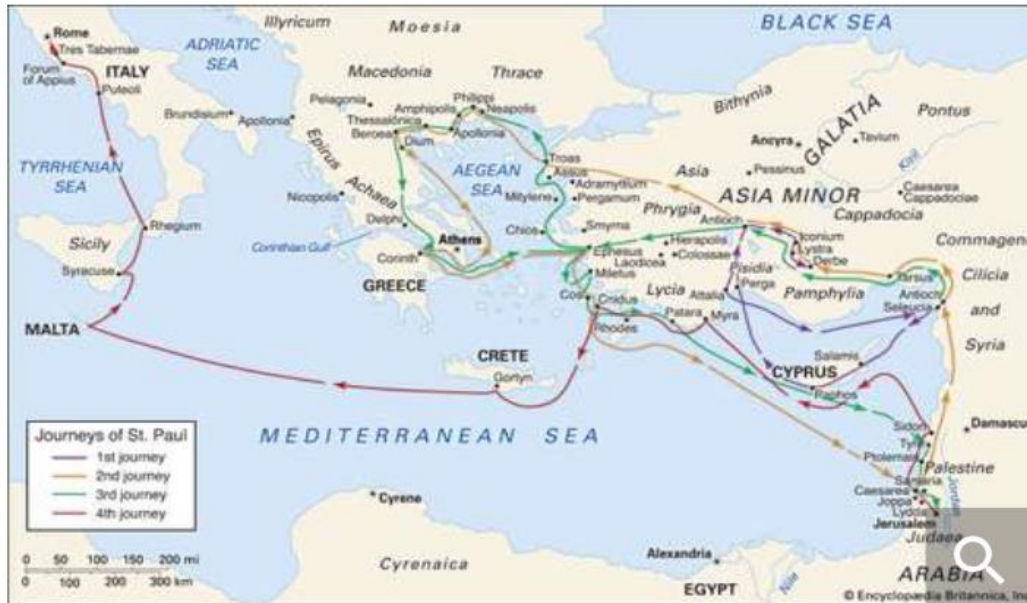 Rome
Tres Tabernae
Forum
of Appius
ITALY
Puteoli
ADRIATIC
SEA
Illyricum
Moesia
BLACK SEA
Macedonia
Thrace
Pelagonia
Philippi
Amphipolis
Neapolis
Thessalonica
Beroea
Apollonia
Dium
Brundisium
Apollonia
Epirus
Achaea
Nicopolis
AEGEAN
SEA
Troas
Assus
Adramyttium
Mitylene
Pergamum
Asia
Bithynia
Pontus
GALATIA
Ancyra
Tavium
Pessinus
Kizil
ASIA MINOR
Caesarea
Cappadociae
Cappadocia
Phrygia
Antioch
Iconium
Lystra
Derbe
Commagene
TYRRHENIAN
SEA
Sicily
Rhegium
Syracuse
MALTA
Delphi
Corinthian Gulf
Athens
Corinth
GREECE
Chios
Smyrna
Ephesus
Hierapolis
Laodicea
Colossae
Miletus
Pisidia
Perga
Lycia
Attalia
Pamphylia
Tarsus
Cilicia
Antioch
Seleucia
and
Syria
Cos
Cnidus
Patara
Myra
Rhodes
CRETE
Gortyn
Salamis
CYPRUS
Paphos
Sidon
Damascu
Tyre
Ptolemais
Palestine
Samaria
Caesarea
Joppa
Lydda
Jordan
Jerusalem
Judaea
MEDITERRANEAN SEA
Journeys of St. Paul
1st journey
2nd journey
3rd journey
4th journey
0 50 100 150 200 mi
0 100 200 300 km
Cyrene
Cyrenaica
Alexandria
EGYPT
Nile
ARABIA
© Encyclopædia Britannica, Inc